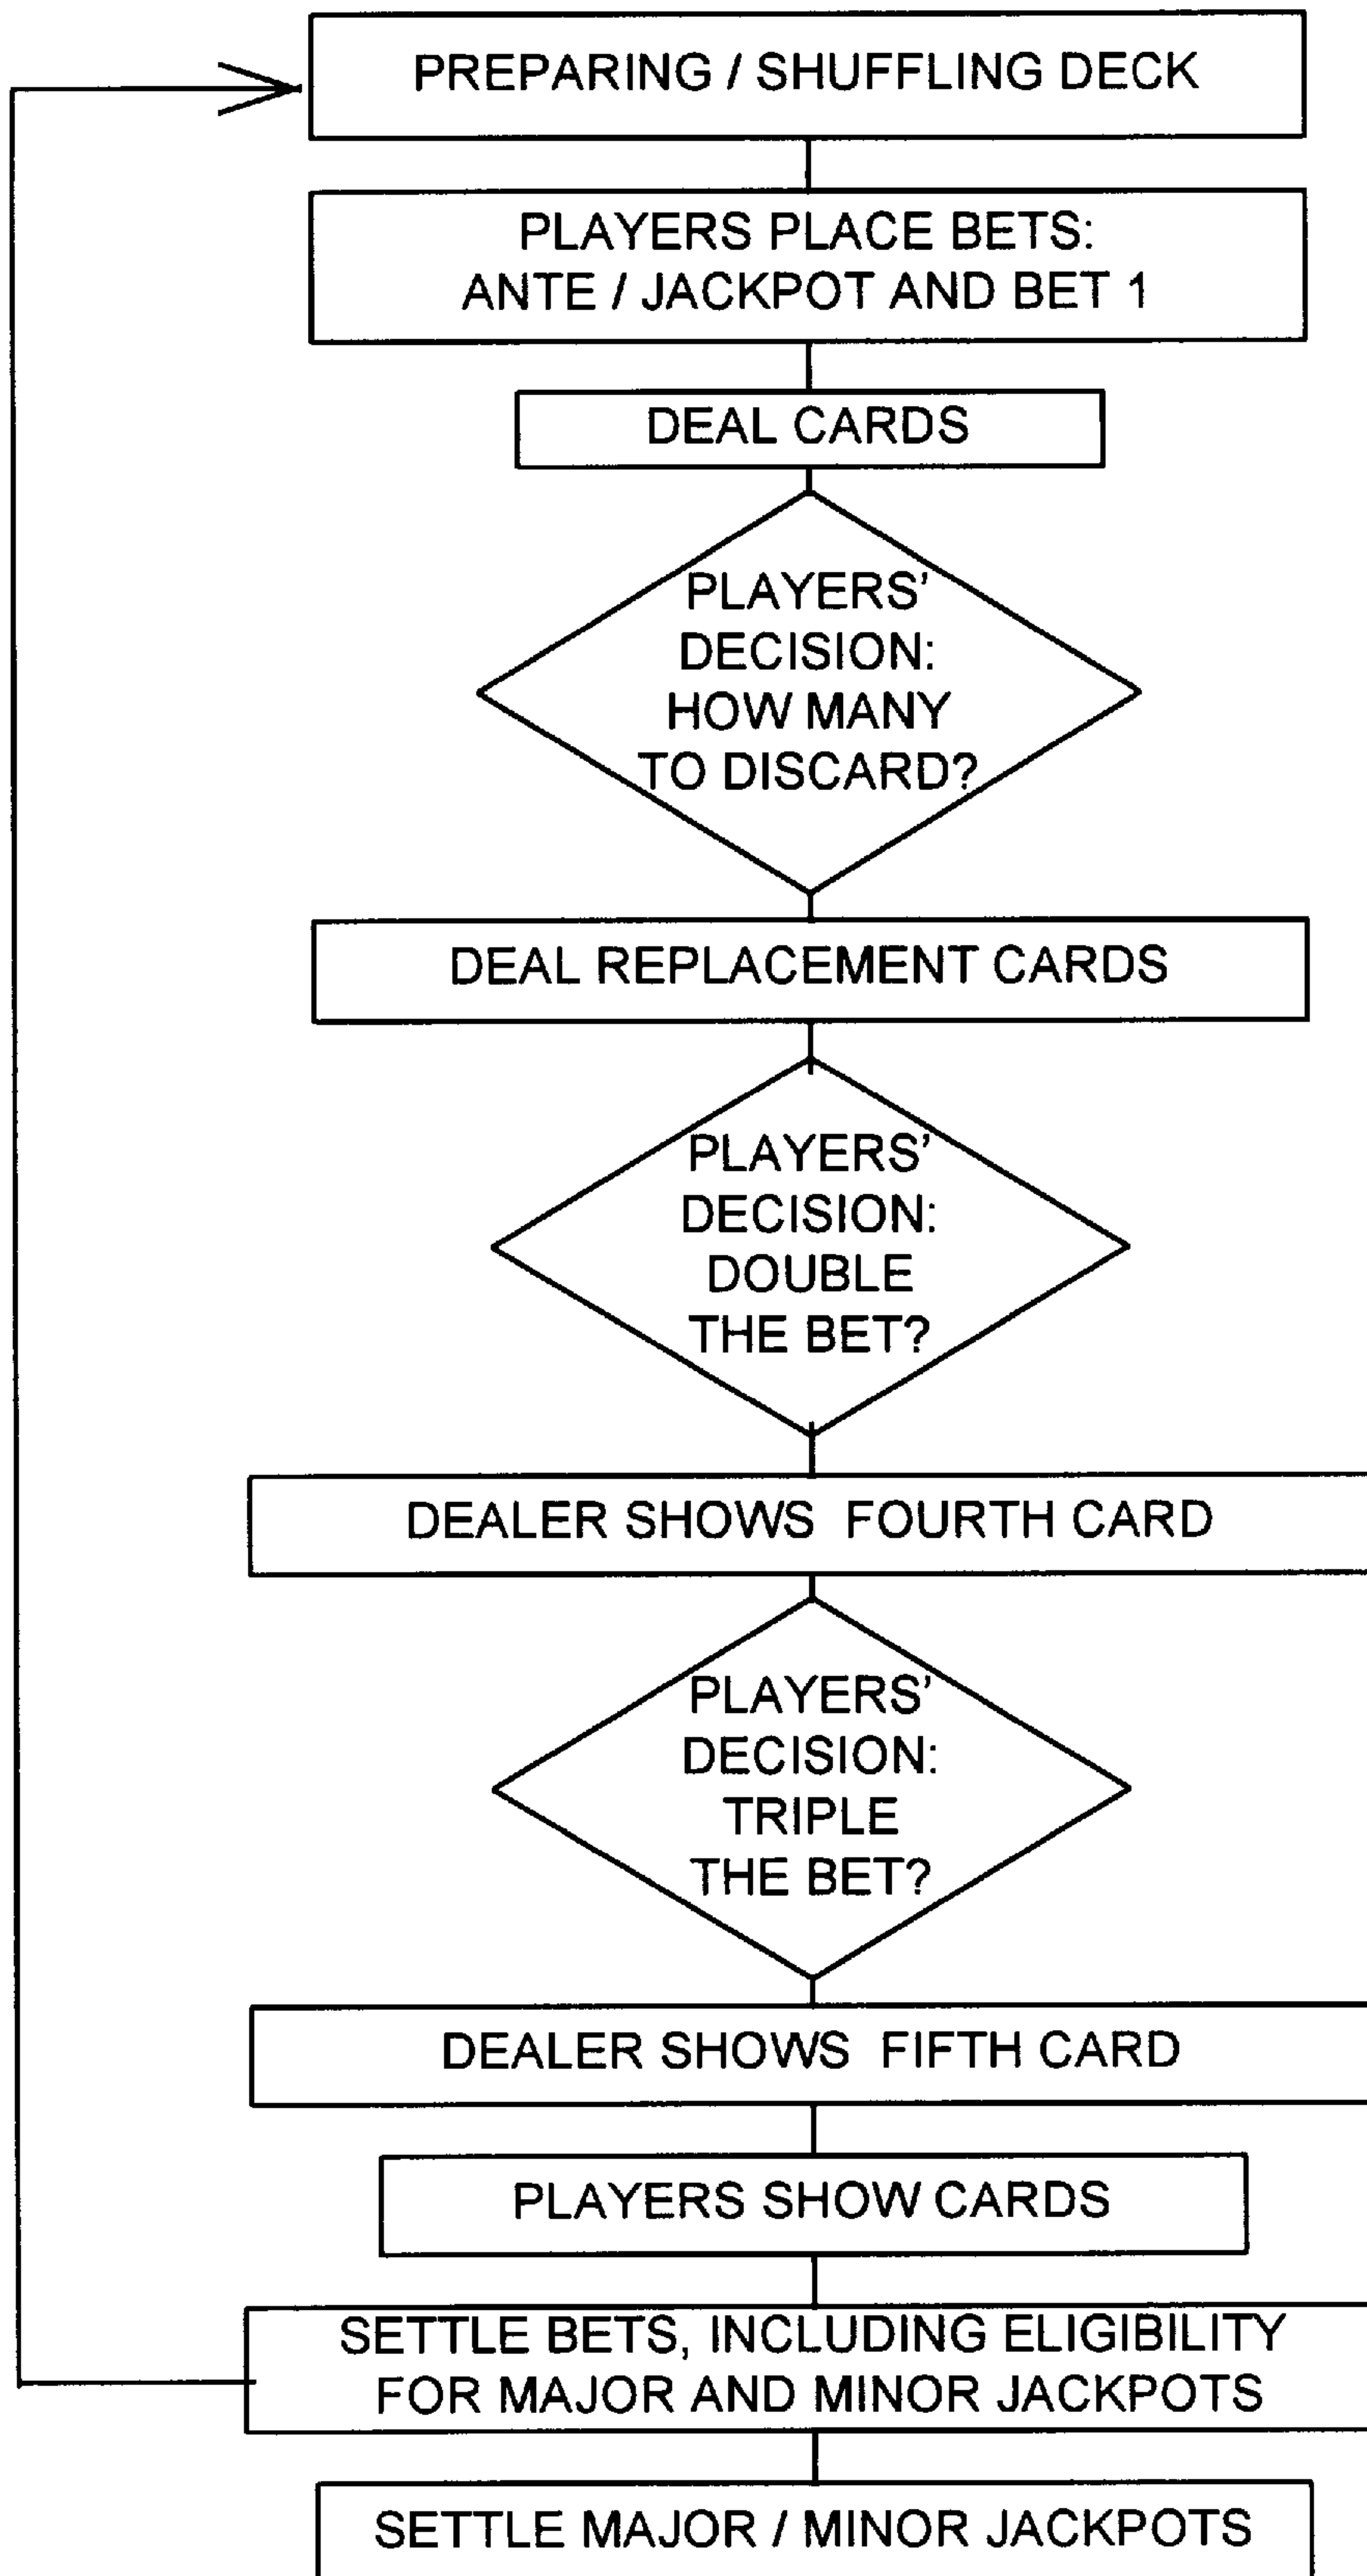 PREPARING / SHUFFLING DECK
PLAYERS PLACE BETS:
ANTE / JACKPOT AND BET 1
DEAL CARDS
PLAYERS'
DECISION:
HOW MANY
TO DISCARD?
DEAL REPLACEMENT CARDS
PLAYERS'
DECISION:
DOUBLE
THE BET?
DEALER SHOWS FOURTH CARD
PLAYERS'
DECISION:
TRIPLE
THE BET?
DEALER SHOWS FIFTH CARD
PLAYERS SHOW CARDS
SETTLE BETS, INCLUDING ELIGIBILITY
FOR MAJOR AND MINOR JACKPOTS
SETTLE MAJOR / MINOR JACKPOTS